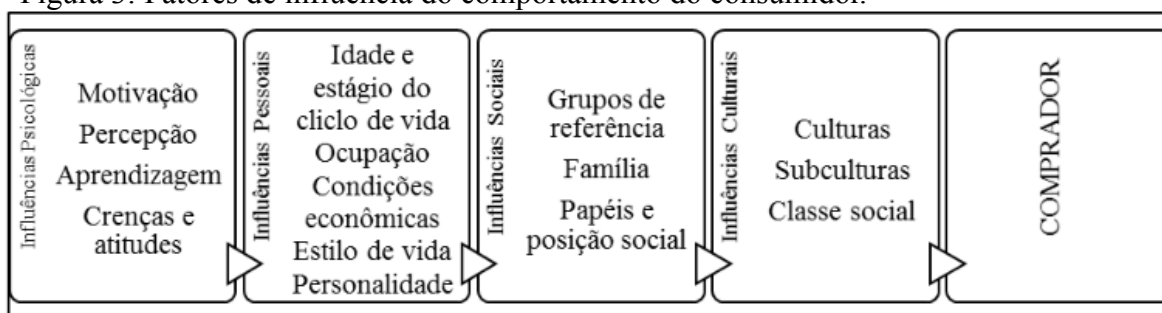 Figura 3: Fatores de influência do comportamento do consumidor.
Influências Psicológicas
Motivação
Percepção
Aprendizagem
Crenças e
atitudes
Influências Pessoais
Idade e
estágio do
cliclo de vida
Ocupação
Condições
econômicas
Estilo de vida
Personalidade
Influências Sociais
Grupos de
referência
Família
Papéis e
posição social
Influências Culturais
Culturas
Subculturas
Classe social
COMPRADOR